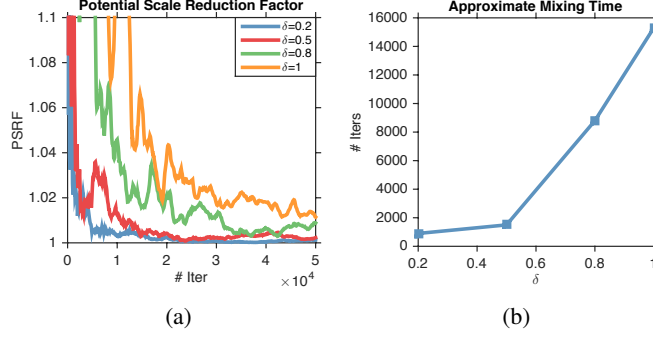 Potential Scale Reduction Factor
1.1
1.08
1.06
1.04
1.02
1
PSRF
δ=0.2
δ=0.5
δ=0.8
δ=1
0
1
2
3
4
5
# Iter
×10⁴
(a)
Approximate Mixing Time
16000
14000
12000
10000
8000
6000
4000
2000
0
# Iters
0.2
0.4
0.6
0.8
1
δ
(b)